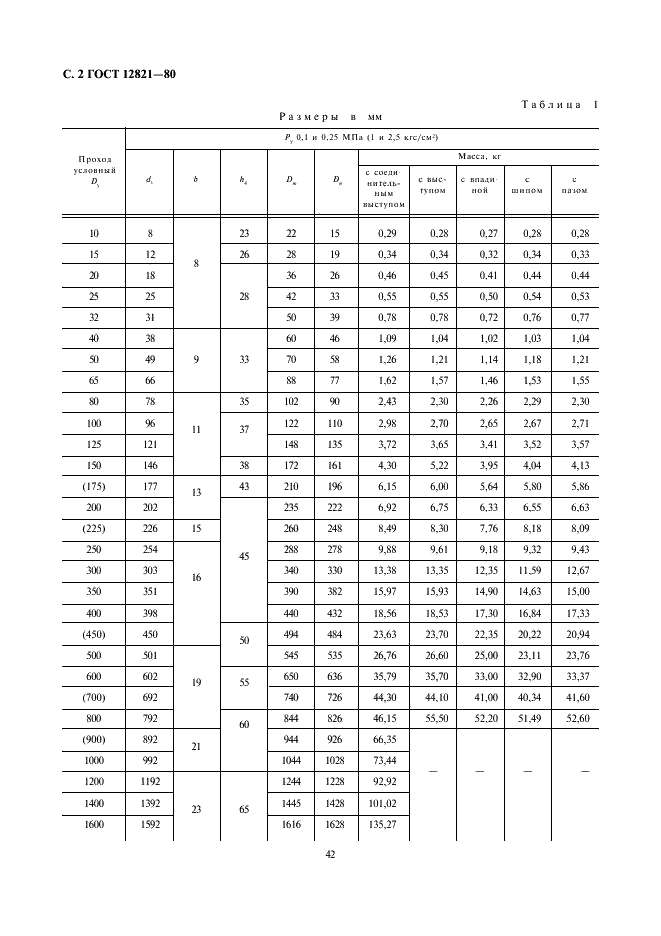 С. 2 ГОСТ 12821—80
Таблица 1
Размеры в мм
Проход условный Dу | d1 | b | hв | Dm | Dн | Pу 0,1 и 0,25 МПа (1 и 2,5 кгс/см²)
Масса, кг
с соеди- нитель- ным выступом | с выс- тупом | с впади- ной | с шипом | с пазом
10 8 23 22 15 0,29 0,28 0,27 0,28 0,28
15 12 8 26 28 19 0,34 0,34 0,32 0,34 0,33
20 18 36 26 0,46 0,45 0,41 0,44 0,44
25 25 28 42 33 0,55 0,55 0,50 0,54 0,53
32 31 50 39 0,78 0,78 0,72 0,76 0,77
40 38 60 46 1,09 1,04 1,02 1,03 1,04
50 49 9 33 70 58 1,26 1,21 1,14 1,18 1,21
65 66 88 77 1,62 1,57 1,46 1,53 1,55
80 78 35 102 90 2,43 2,30 2,26 2,29 2,30
100 96 11 37 122 110 2,98 2,70 2,65 2,67 2,71
125 121 148 135 3,72 3,65 3,41 3,52 3,57
150 146 38 172 161 4,30 5,22 3,95 4,04 4,13
(175) 177 13 43 210 196 6,15 6,00 5,64 5,80 5,86
200 202 235 222 6,92 6,75 6,33 6,55 6,63
(225) 226 15 260 248 8,49 8,30 7,76 8,18 8,09
250 254 45 288 278 9,88 9,61 9,18 9,32 9,43
300 303 16 340 330 13,38 13,35 12,35 11,59 12,67
350 351 390 382 15,97 15,93 14,90 14,63 15,00
400 398 440 432 18,56 18,53 17,30 16,84 17,33
(450) 450 50 494 484 23,63 23,70 22,35 20,22 20,94
500 501 545 535 26,76 26,60 25,00 23,11 23,76
600 602 19 55 650 636 35,79 35,70 33,00 32,90 33,37
(700) 692 740 726 44,30 44,10 41,00 40,34 41,60
800 792 60 844 826 46,15 55,50 52,20 51,49 52,60
(900) 892 21 944 926 66,35
1000 992 1044 1028 73,44 — — — —
1200 1192 1244 1228 92,92
1400 1392 23 65 1445 1428 101,02
1600 1592 1616 1628 135,27
42